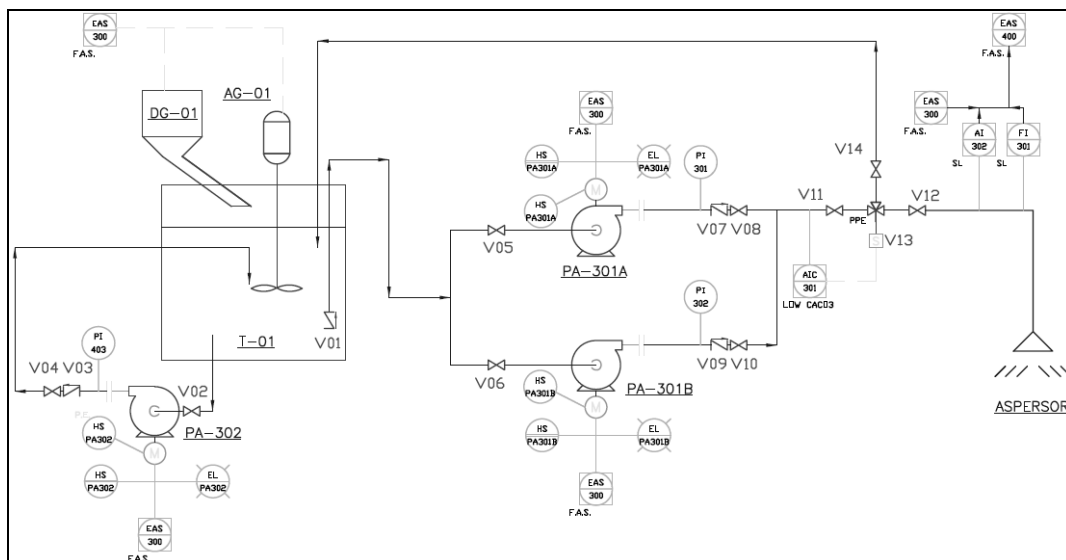 EAS
300
F.A.S.
AG-01
DG-01
EAS
400
F.A.S.
EAS
300
F.A.S.
EAS
300
F.A.S.
AI
302
SL
FI
301
SL
HS
PA301A
EL
PA301A
PI
301
HS
PA301A
M
V14
V11
V12
PPE
V07 V08
S
V13
V05
PA-301A
AIC
301
LOW CACO3
PI
302
T-01
V01
V06
V09 V10
PI
403
V04 V03
V02
P.E.
PA-302
M
HS
PA302
HS
PA302
EL
PA302
EAS
300
F.A.S.
PA-301B
HS
PA301B
M
HS
PA301B
EL
PA301B
EAS
300
F.A.S.
ASPERSOR